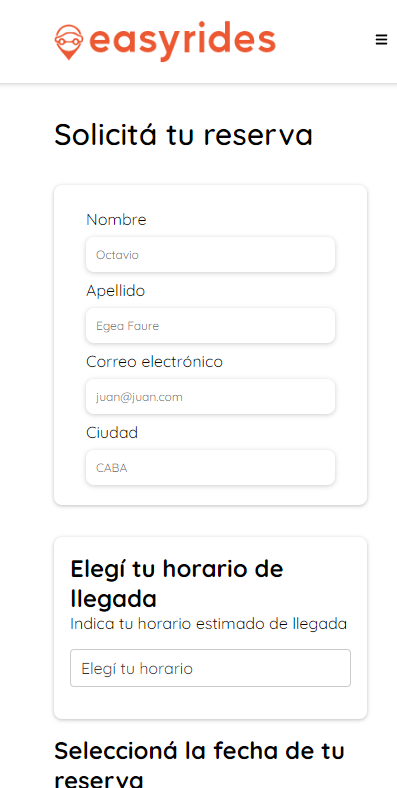 easyrides
Solicitá tu reserva
Nombre
Octavio
Apellido
Egea Faure
Correo electrónico
juan@juan.com
Ciudad
CABA
Elegí tu horario de
llegada
Indica tu horario estimado de llegada
Elegí tu horario
Seleccioná la fecha de tu
reserva